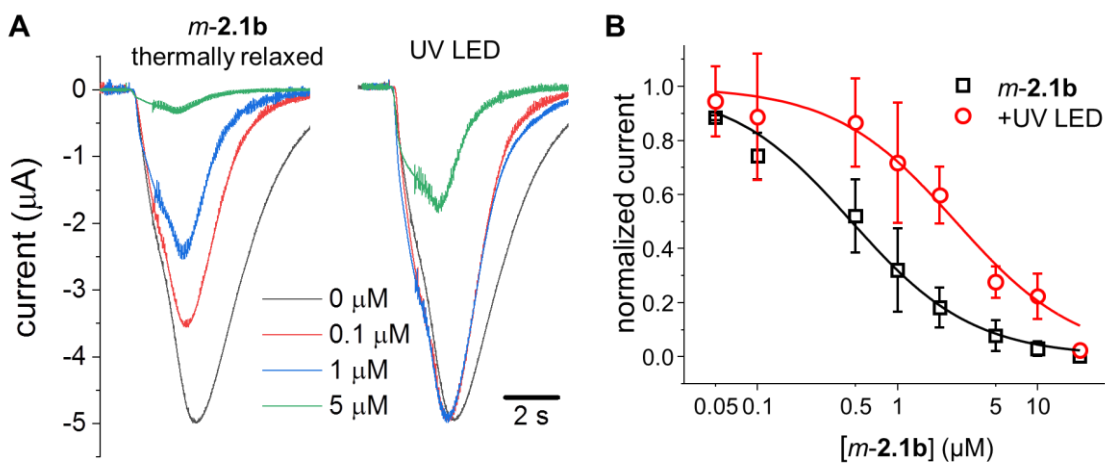 A
m-2.1b
thermally relaxed
UV LED
current (μA)
0
-1
-2
-3
-4
-5
0 μM
0.1 μM
1 μM
5 μM
2 s
B
normalized current
1.0
0.8
0.6
0.4
0.2
0.0
m-2.1b
+UV LED
0.05 0.1 0.5 1 5 10
[m-2.1b] (μM)